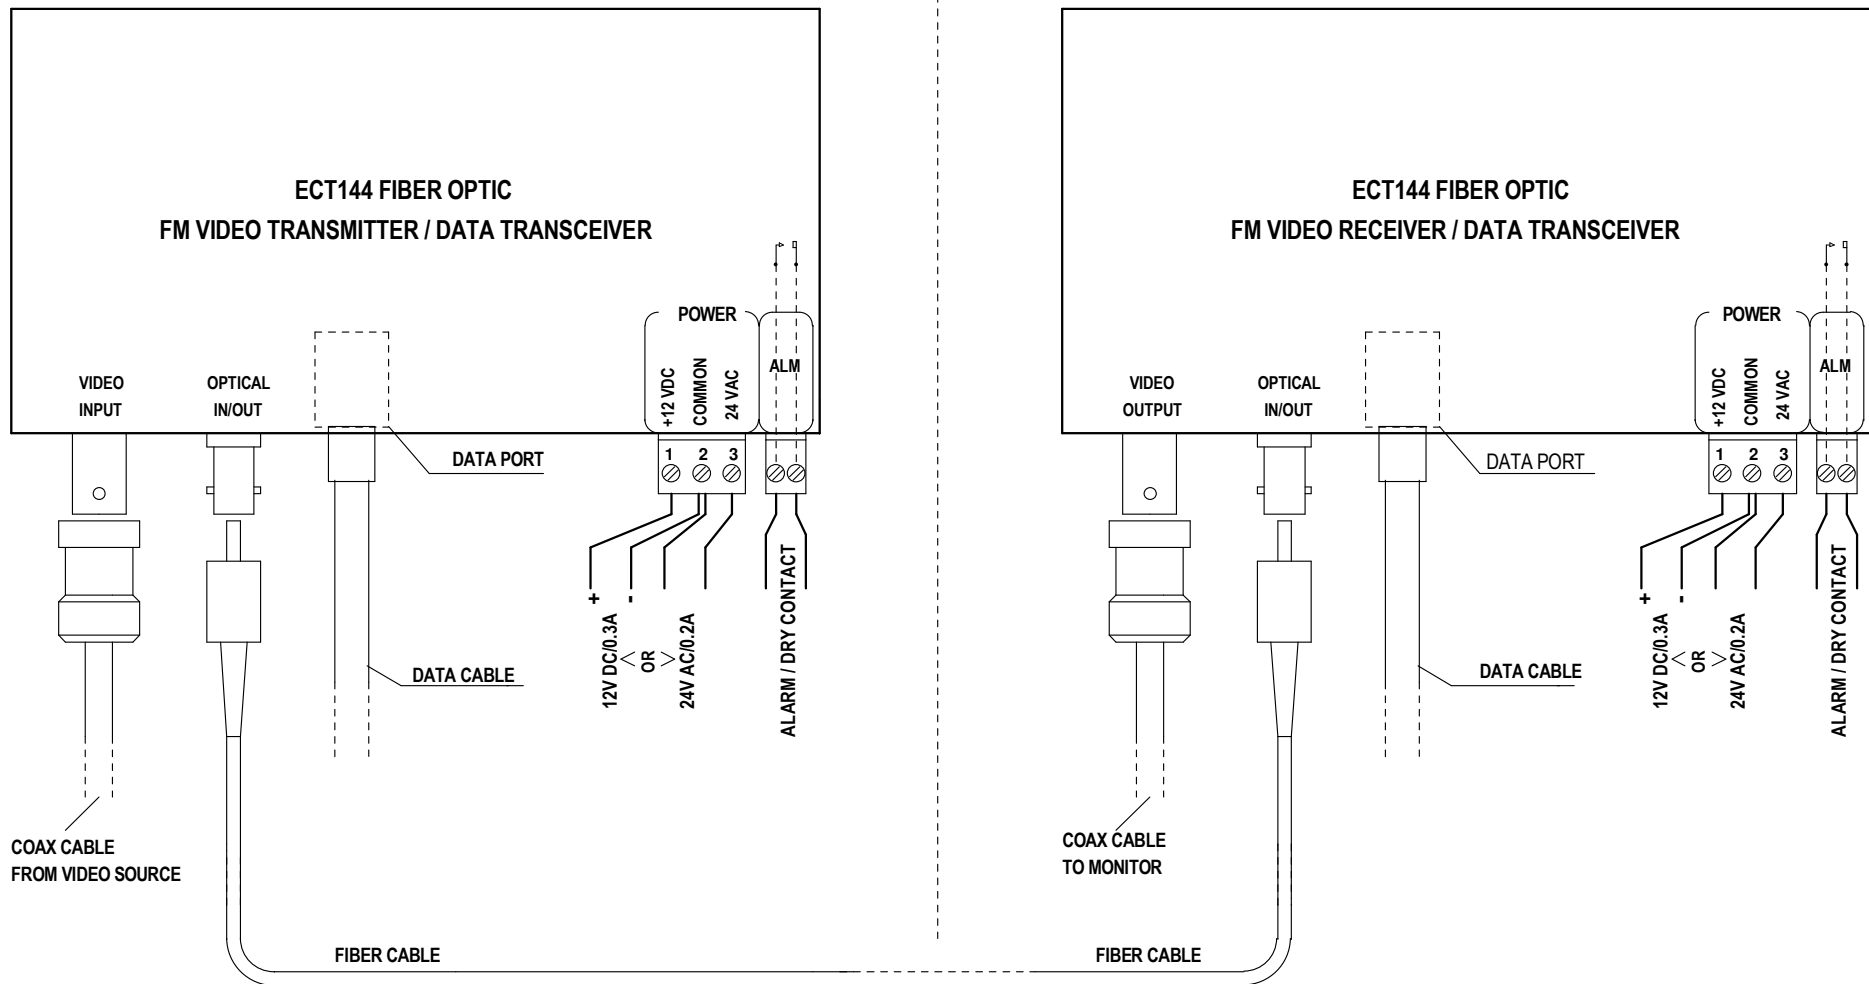 ECT144 FIBER OPTIC
FM VIDEO TRANSMITTER / DATA TRANSCEIVER
POWER
ALM
+12 VDC
COMMON
24 VAC
VIDEO
INPUT
OPTICAL
IN/OUT
1 2 3
DATA PORT
+ -
12V DC/0.3A
< OR >
24V AC/0.2A
ALARM / DRY CONTACT
DATA CABLE
COAX CABLE
FROM VIDEO SOURCE
FIBER CABLE
ECT144 FIBER OPTIC
FM VIDEO RECEIVER / DATA TRANSCEIVER
POWER
ALM
+12 VDC
COMMON
24 VAC
VIDEO
OUTPUT
OPTICAL
IN/OUT
1 2 3
DATA PORT
+ -
12V DC/0.3A
< OR >
24V AC/0.2A
ALARM / DRY CONTACT
DATA CABLE
COAX CABLE
TO MONITOR
FIBER CABLE